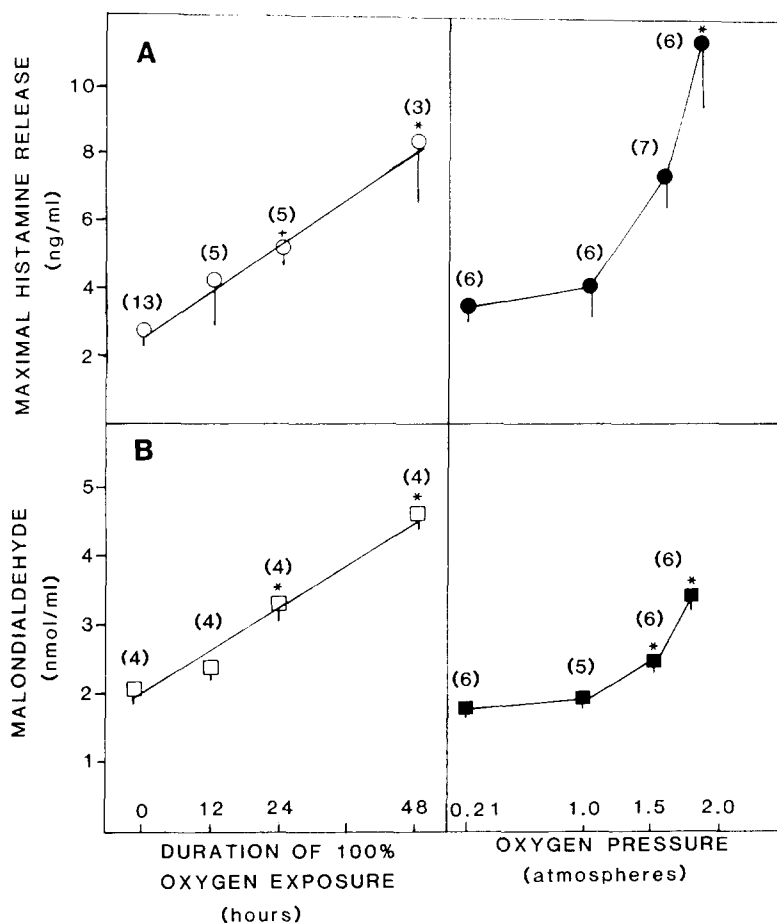 A
MAXIMAL HISTAMINE RELEASE
(ng/ml)
10
8
6
4
2
(13)
(5)
(5)
+
(3)
*
(6)
(6)
(7)
(6)
*
B
MALONDIALDEHYDE
(nmol/ml)
5
4
3
2
1
(4)
(4)
(4)
*
(4)
*
(6)
(5)
(6)
*
(6)
*
0 12 24 48
0.21 1.0 1.5 2.0
DURATION OF 100%
OXYGEN EXPOSURE
(hours)
OXYGEN PRESSURE
(atmospheres)